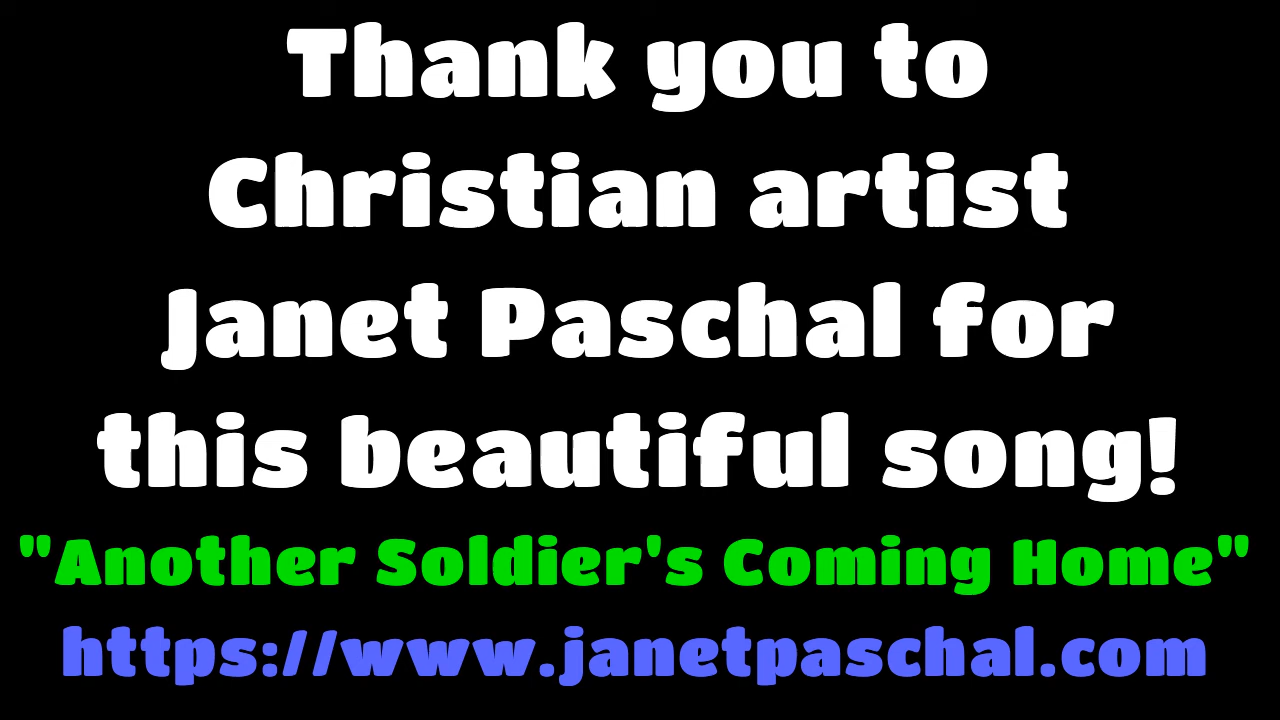 Thank you to
Christian artist
Janet Paschal for
this beautiful song!
"Another Soldier's Coming Home"
https://www.janetpaschal.com